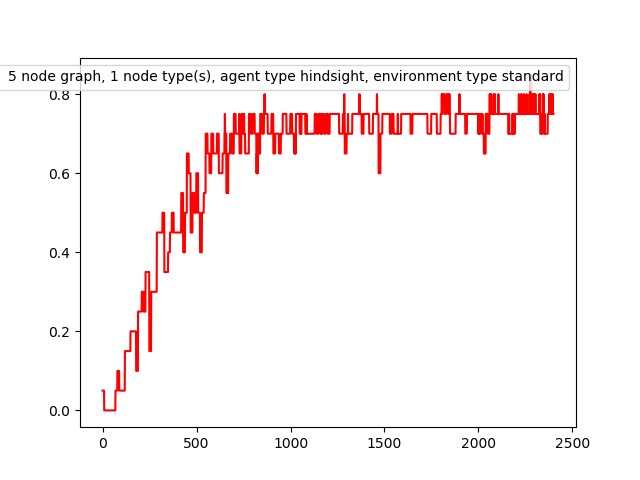 5 node graph, 1 node type(s), agent type hindsight, environment type standard
0.8
0.6
0.4
0.2
0.0
0 500 1000 1500 2000 2500